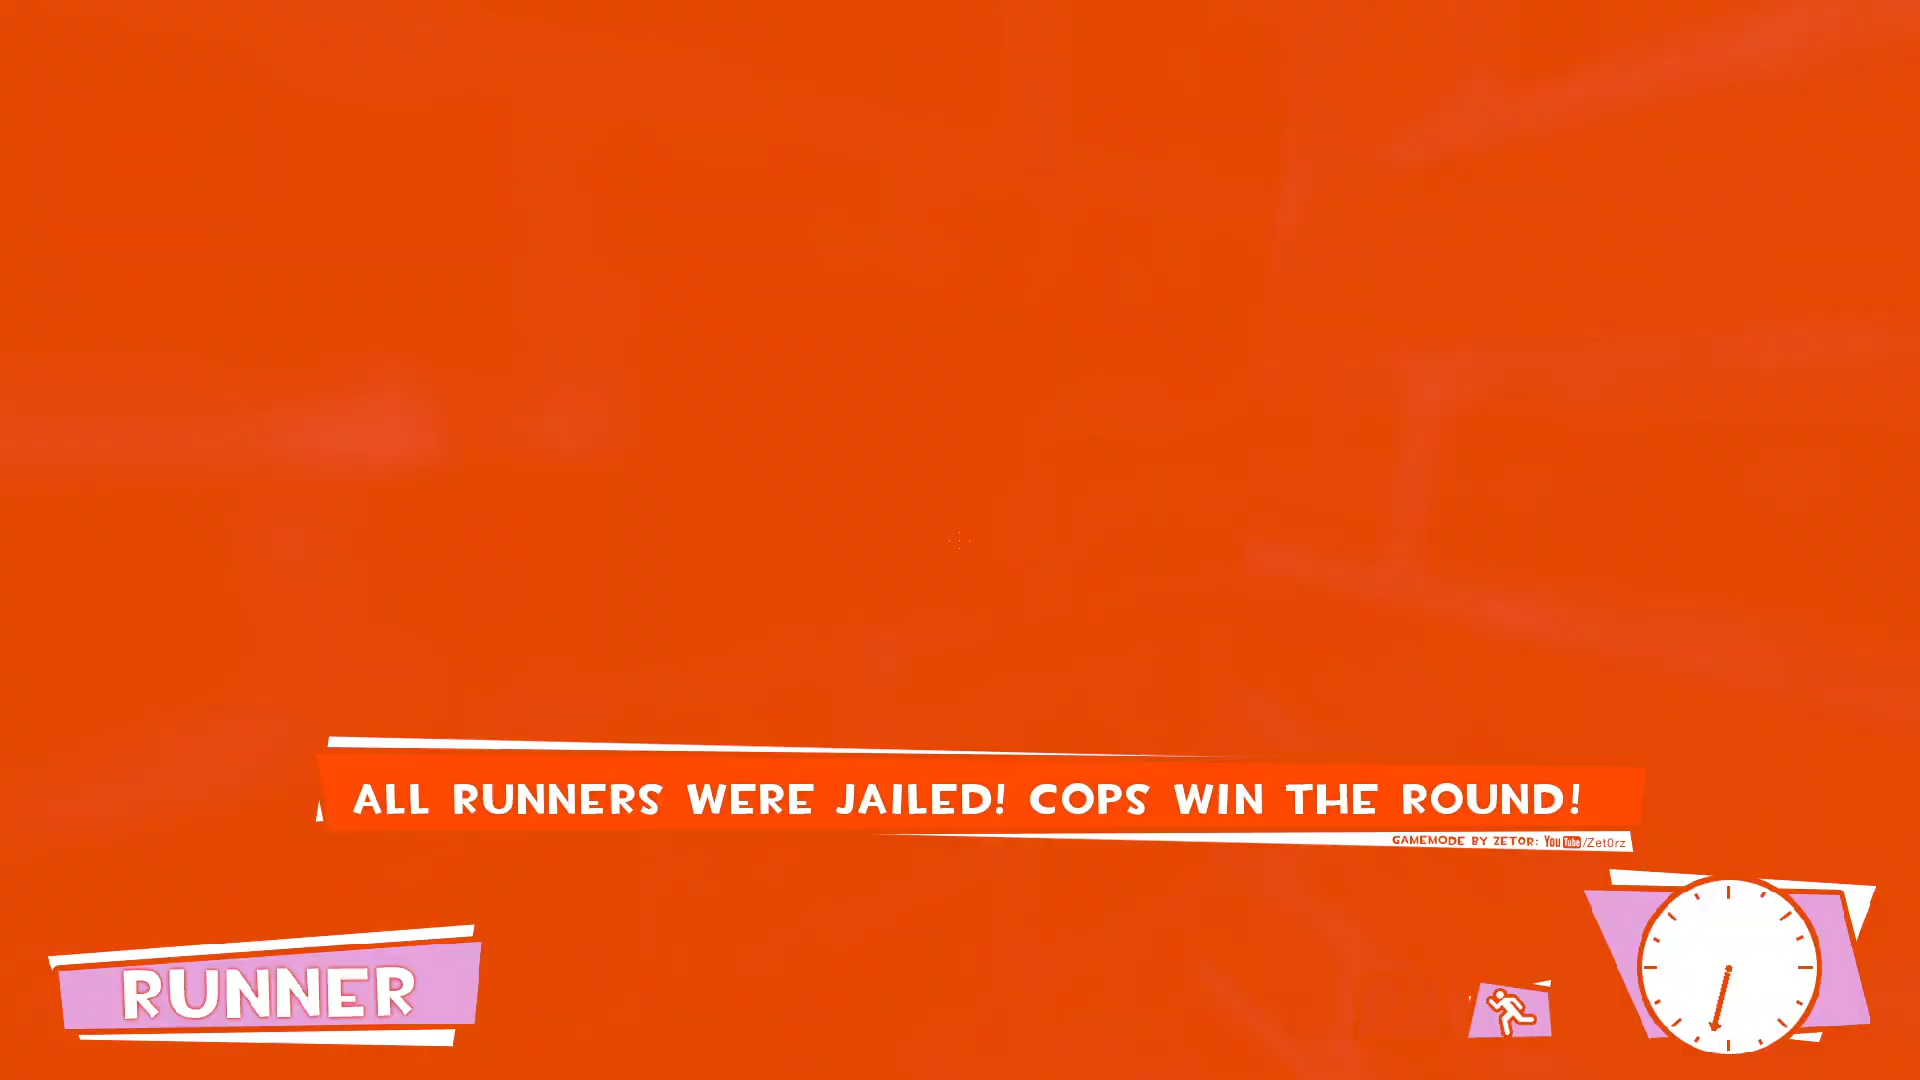 ALL RUNNERS WERE JAILED! COPS WIN THE ROUND!
GAMEMODE BY ZETOR: YouTube/Zet0rz
RUNNER